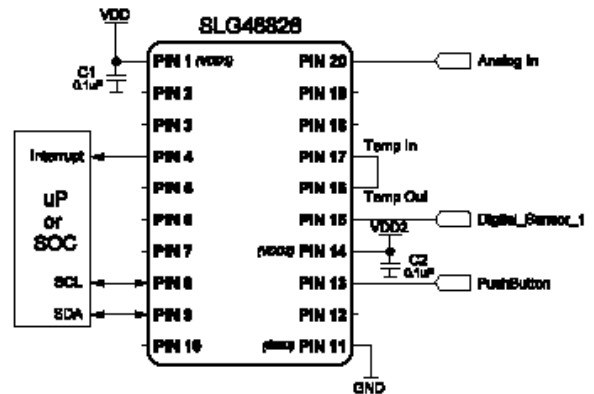 VDD
SLG46826
C1
0.1uF
PIN 1 (VDD)
PIN 2
PIN 3
PIN 4
PIN 5
PIN 6
PIN 7
PIN 8
PIN 9
PIN 10
PIN 20
PIN 19
PIN 18
PIN 17
PIN 16
PIN 15
(VDD2) PIN 14
PIN 13
PIN 12
(GND) PIN 11
Interrupt
uP
or
SOC
SCL
SDA
Analog In
Temp In
Temp Out
Digital_Sensor_1
VDD2
C2
0.1uF
PushButton
GND